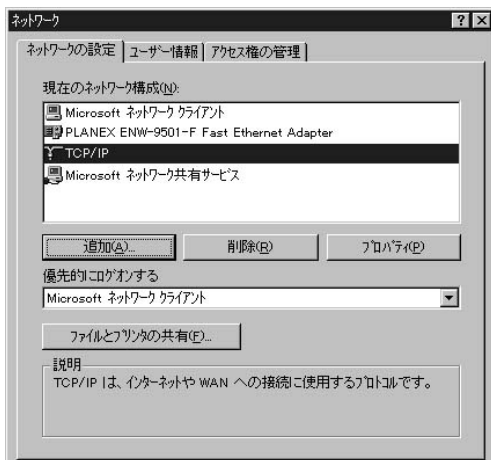 ネットワーク
ネットワークの設定 ユーザー情報 アクセス権の管理
現在のネットワーク構成(N):
Microsoft ネットワーク クライアント
PLANEX ENW-9501-F Fast Ethernet Adapter
TCP/IP
Microsoft ネットワーク共有サービス
追加(A)... 削除(R) プロパティ(P)
優先的にログオンする
Microsoft ネットワーク クライアント
ファイルとプリンタの共有(F)...
説明
TCP/IP は、インターネットや WAN への接続に使用するプロトコルです。